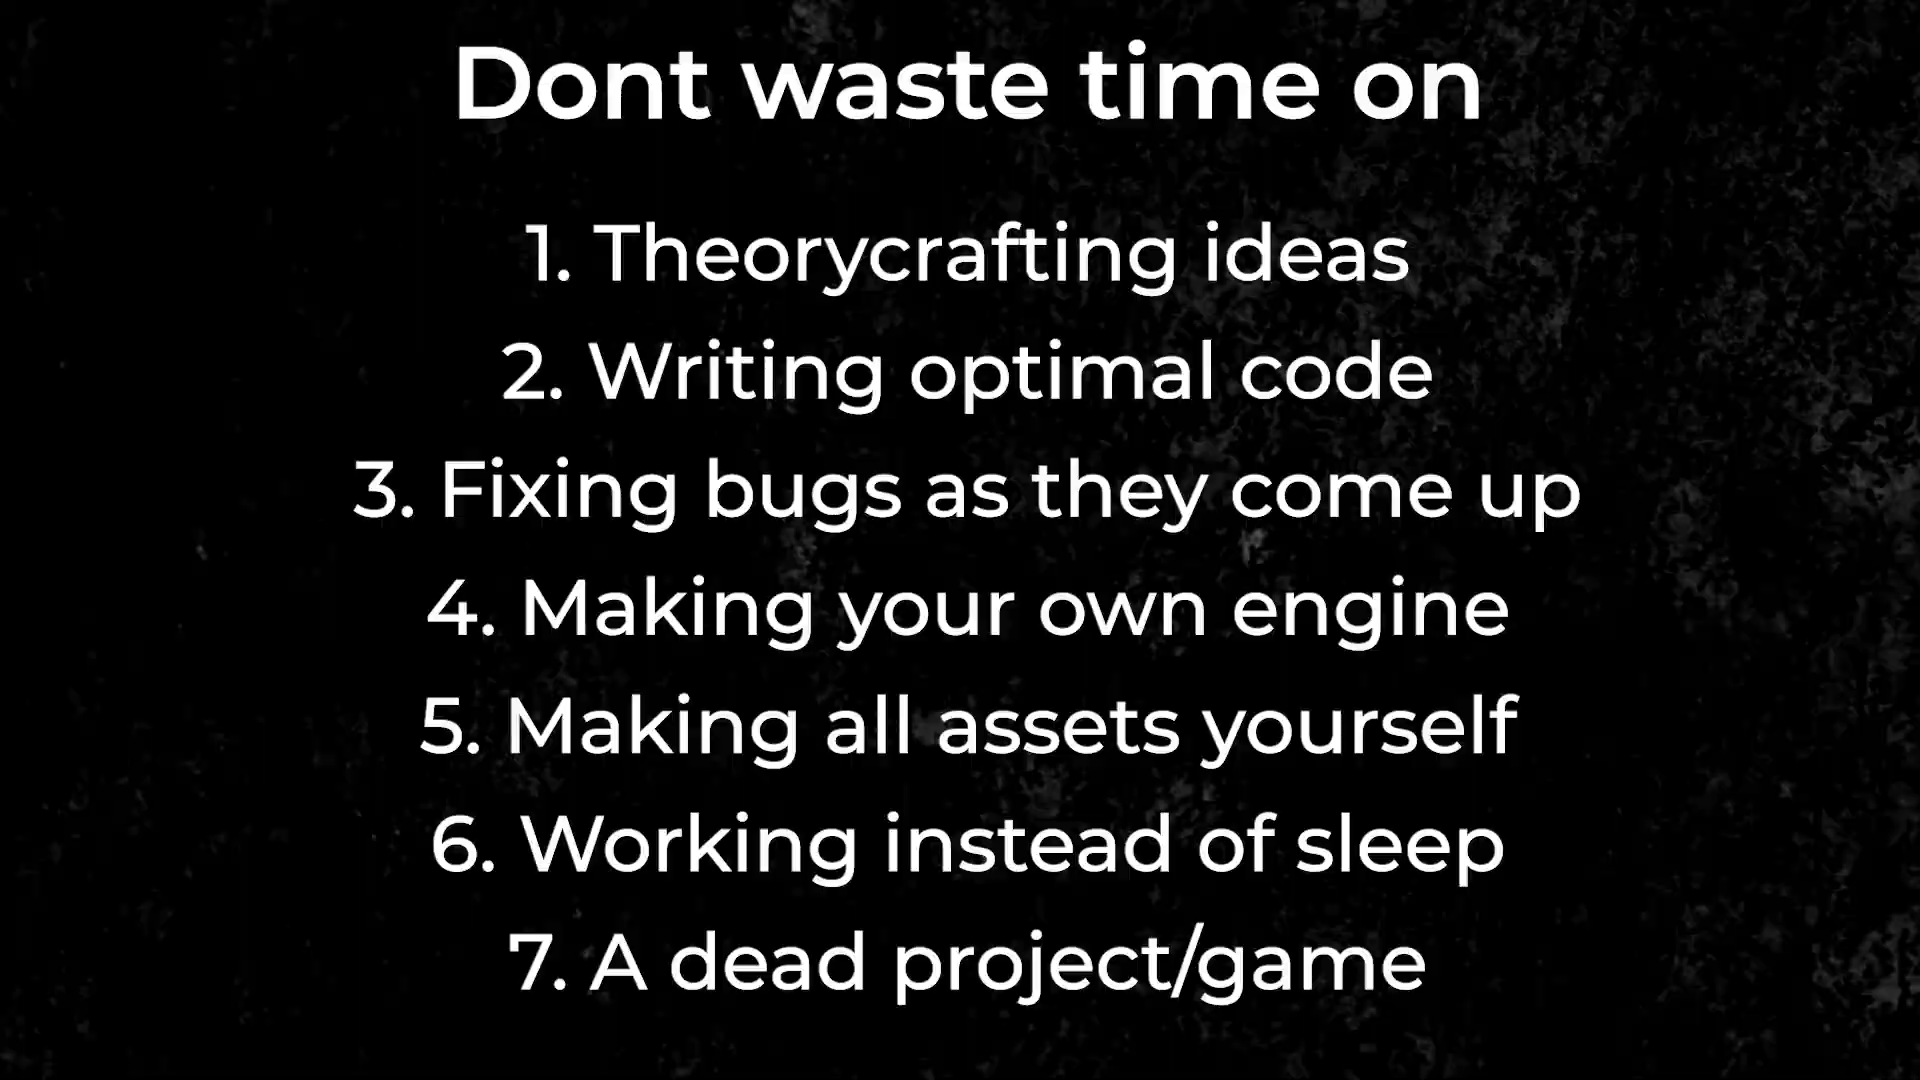 Dont waste time on
1. Theorycrafting ideas
2. Writing optimal code
3. Fixing bugs as they come up
4. Making your own engine
5. Making all assets yourself
6. Working instead of sleep
7. A dead project/game